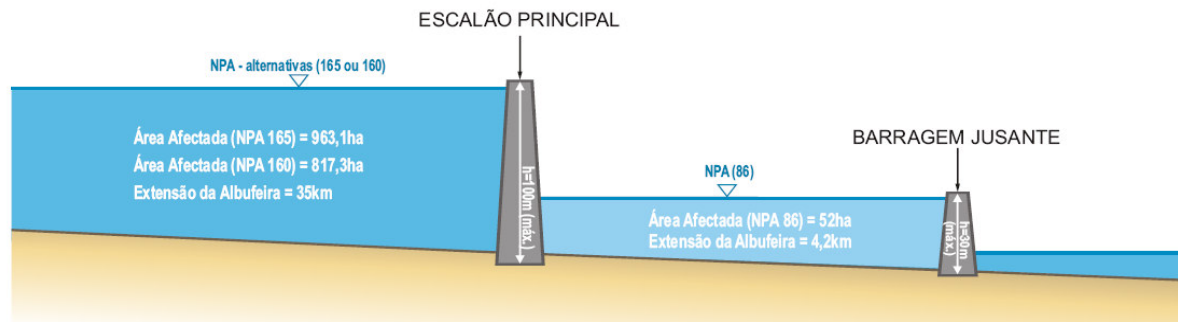 ESCALÃO PRINCIPAL
NPA - alternativas (165 ou 160)
Área Afectada (NPA 165) = 963,1ha
Área Afectada (NPA 160) = 817,3ha
Extensão da Albufeira = 35km
h=100m (máx.)
BARRAGEM JUSANTE
NPA (86)
Área Afectada (NPA 86) = 52ha
Extensão da Albufeira = 4,2km
h=30m
(máx.)